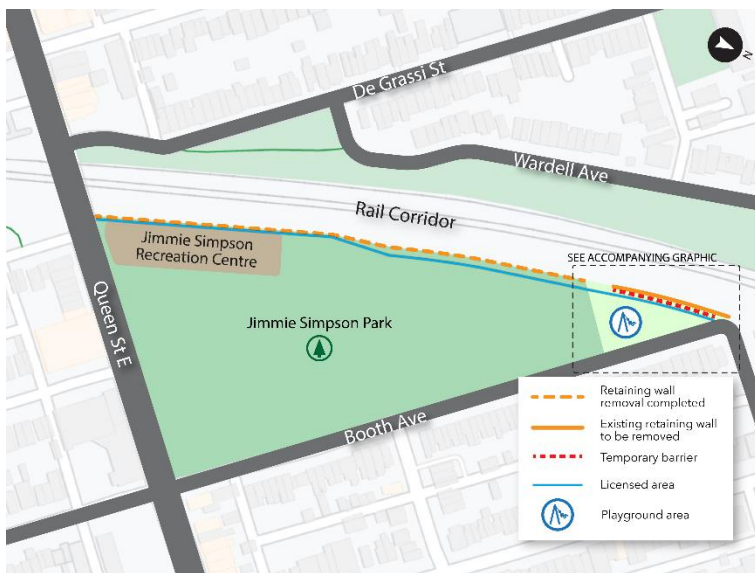 N
De Grassi St
Wardell Ave
Rail Corridor
SEE ACCOMPANYING GRAPHIC
Jimmie Simpson
Recreation Centre
Queen St E
Jimmie Simpson Park
Booth Ave
Retaining wall
removal completed
Existing retaining wall
to be removed
Temporary barrier
Licensed area
Playground area